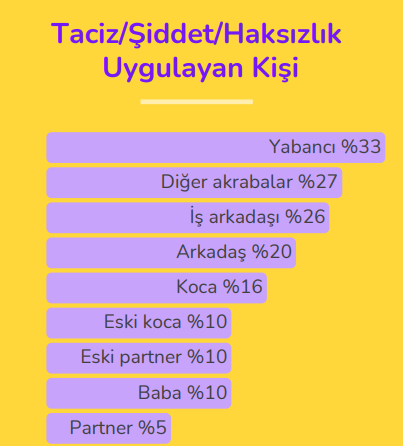 Taciz/Şiddet/Haksızlık
Uygulayan Kişi
Yabancı %33
Diğer akrabalar %27
İş arkadaşı %26
Arkadaş %20
Koca %16
Eski koca %10
Eski partner %10
Baba %10
Partner %5